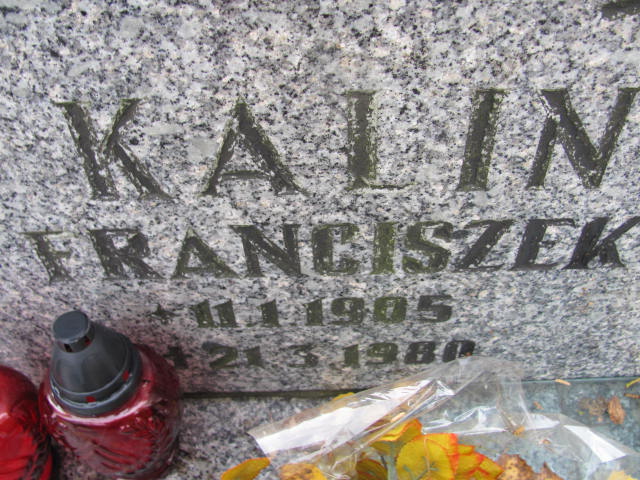 KALIN
FRANCISZEK
* 11 1 1905
21 3 1980